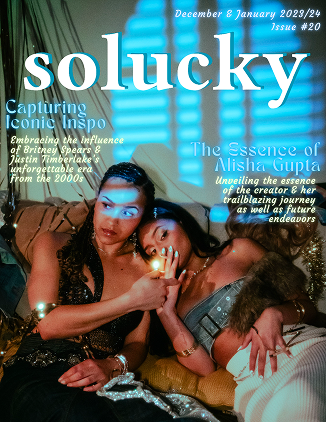 December & January 2023/24
Issue #20
solucky
Capturing
Iconic Inspo
Embracing the influence
of Britney Spears &
Justin Timberlake's
unforgettable era
from the 2000s
The Essence of
Alisha Gupta
Unveiling the essence
of the creator & her
trailblazing journey
as well as future
endeavors